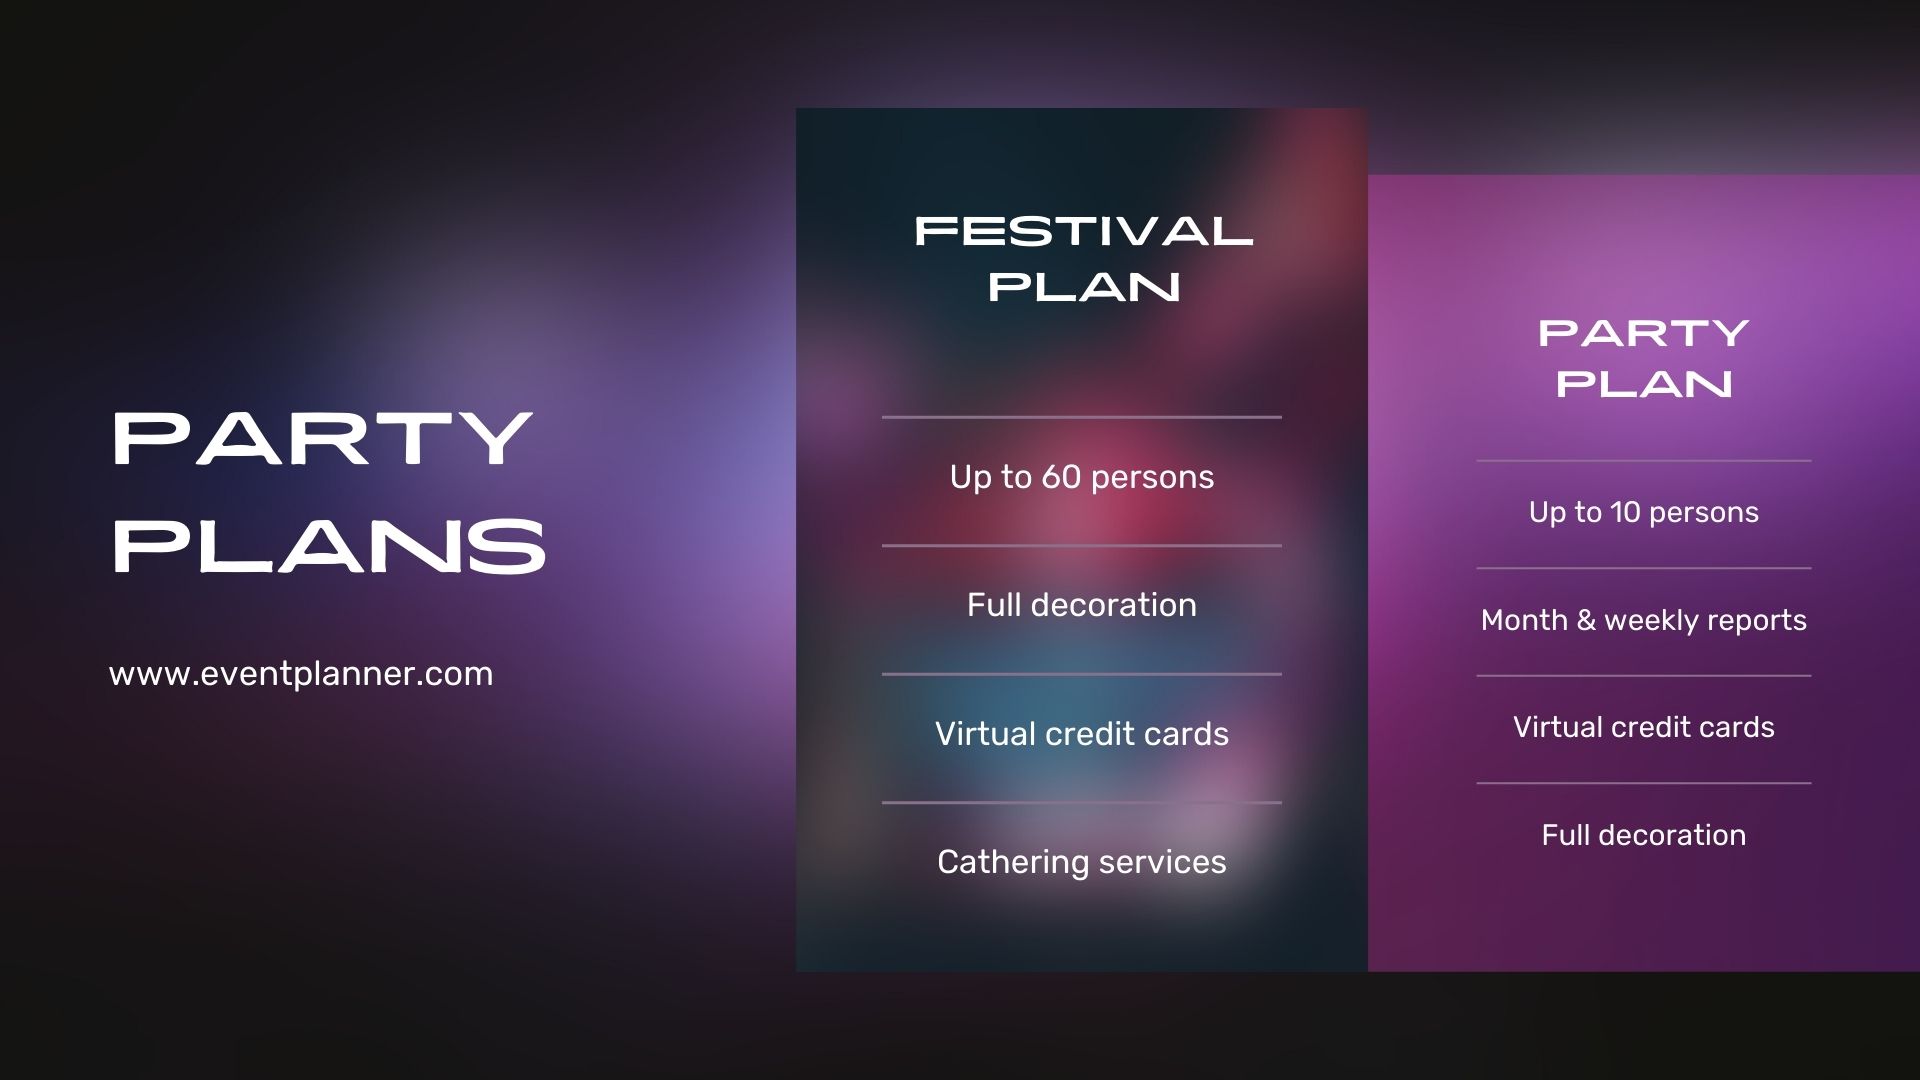 PARTY
PLANS
www.eventplanner.com
FESTIVAL
PLAN
Up to 60 persons
Full decoration
Virtual credit cards
Cathering services
PARTY
PLAN
Up to 10 persons
Month & weekly reports
Virtual credit cards
Full decoration